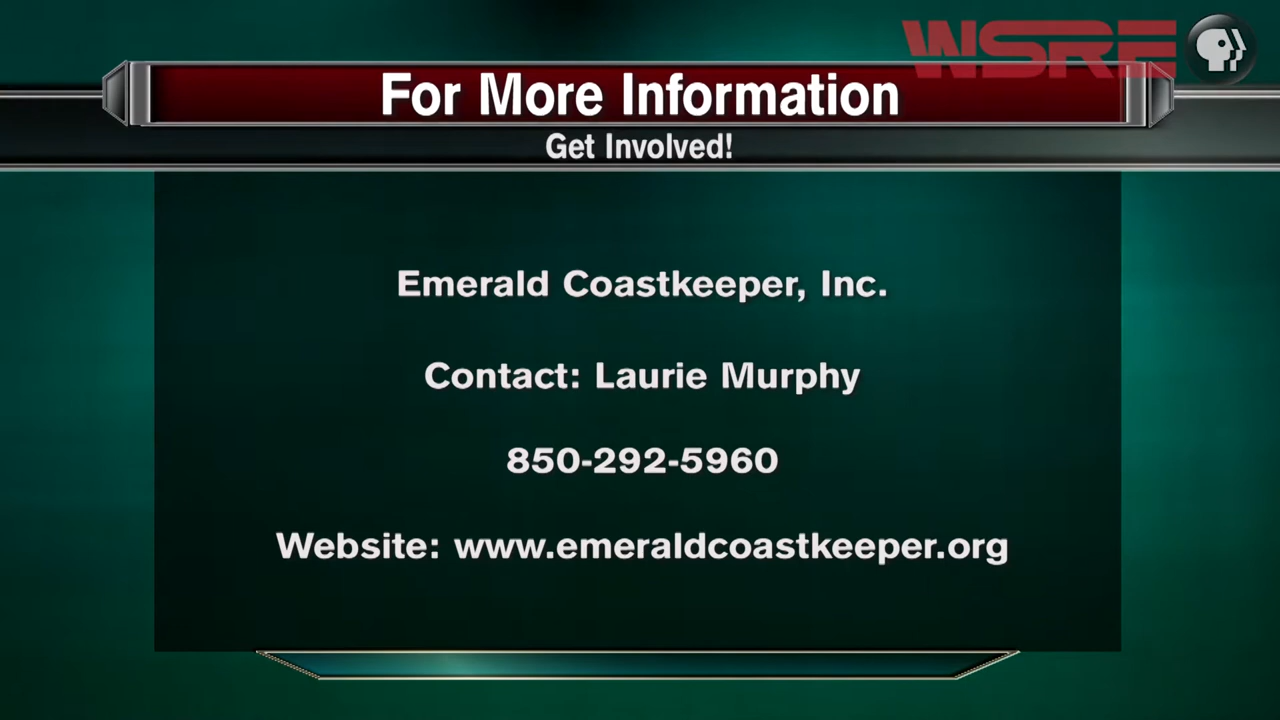 WSRE
For More Information
Get Involved!
Emerald Coastkeeper, Inc.
Contact: Laurie Murphy
850-292-5960
Website: www.emeraldcoastkeeper.org